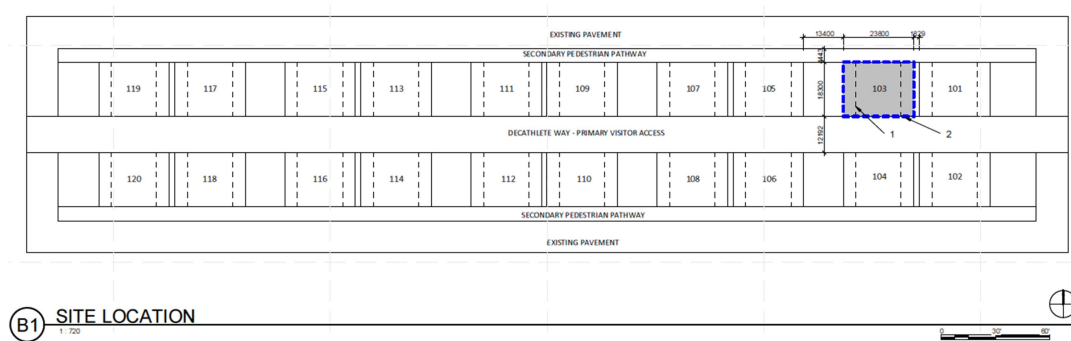 EXISTING PAVEMENT
13400 23800 1829
SECONDARY PEDESTRIAN PATHWAY
4443
119 117 115 113 111 109 107 105 18300 103 101
DECATHLETE WAY - PRIMARY VISITOR ACCESS
12192
1 2
120 118 116 114 112 110 108 106 104 102
SECONDARY PEDESTRIAN PATHWAY
EXISTING PAVEMENT
B1 SITE LOCATION
1 : 720
0 30' 60'